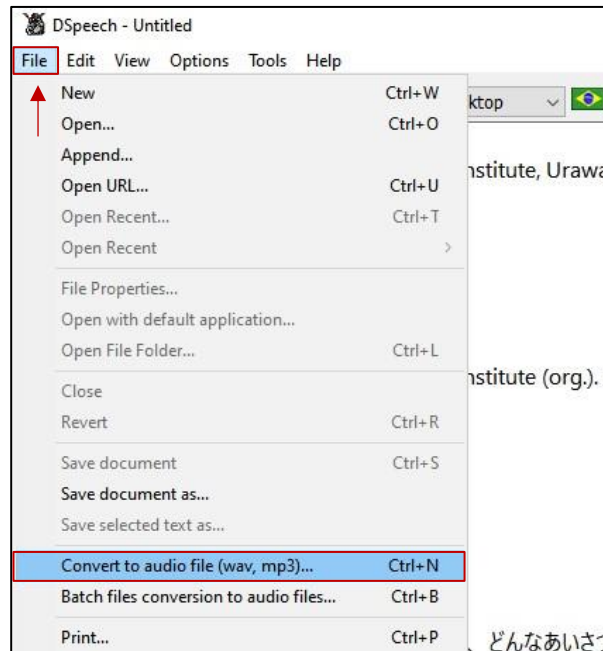 DSpeech - Untitled
File Edit View Options Tools Help
New Ctrl+W
Open... Ctrl+O
Append...
Open URL... Ctrl+U
Open Recent... Ctrl+T
Open Recent >
File Properties...
Open with default application...
Open File Folder... Ctrl+L
Close
Revert Ctrl+R
Save document Ctrl+S
Save document as...
Save selected text as...
Convert to audio file (wav, mp3)... Ctrl+N
Batch files conversion to audio files... Ctrl+B
Print... Ctrl+P
ktop
nstitute, Urawa
nstitute (org.).
、どんなあいさつ